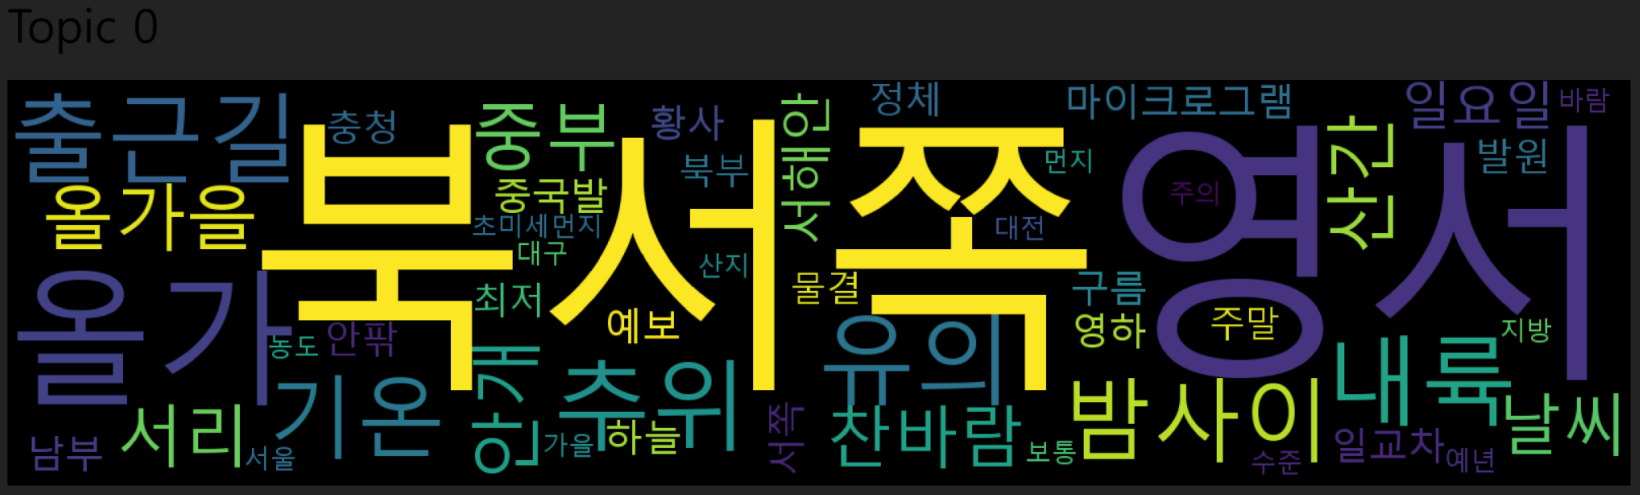 Topic 0
출근길
충청
중부
황사
서해안
정체
마이크로그램
일요일
바람
북서쪽
영서
산간
발원
먼지
주의
북부
중국발
초미세먼지
대전
올가을
대구
산지
물결
구름
올가
최저
예보
영하
주말
지방
농도
안팎
유의
내륙
기온
안개
추위
찬바람
밤사이
날씨
서리
가을
하늘
서쪽
보통
일교차
예년
수준
남부
서울